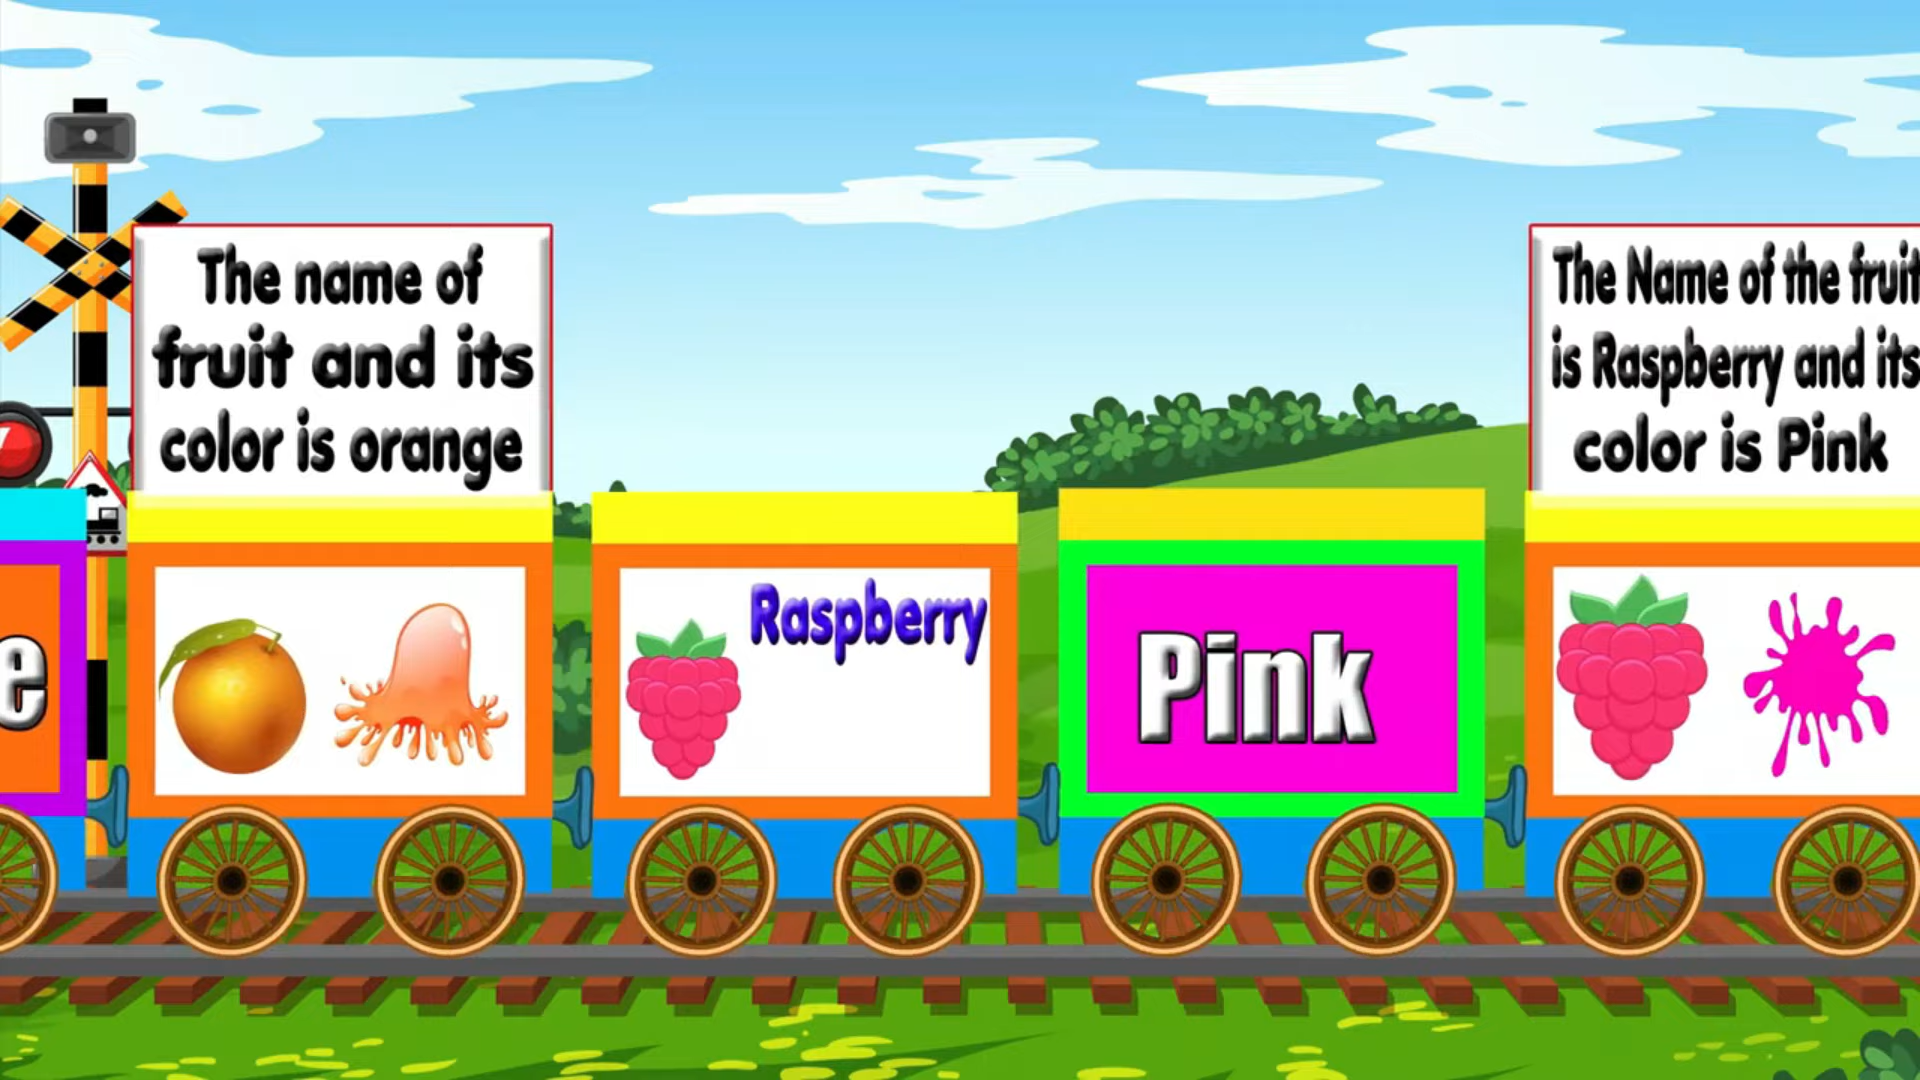 The name of
fruit and its
color is orange
e
Raspberry
Pink
The Name of the fruit
is Raspberry and its
color is Pink